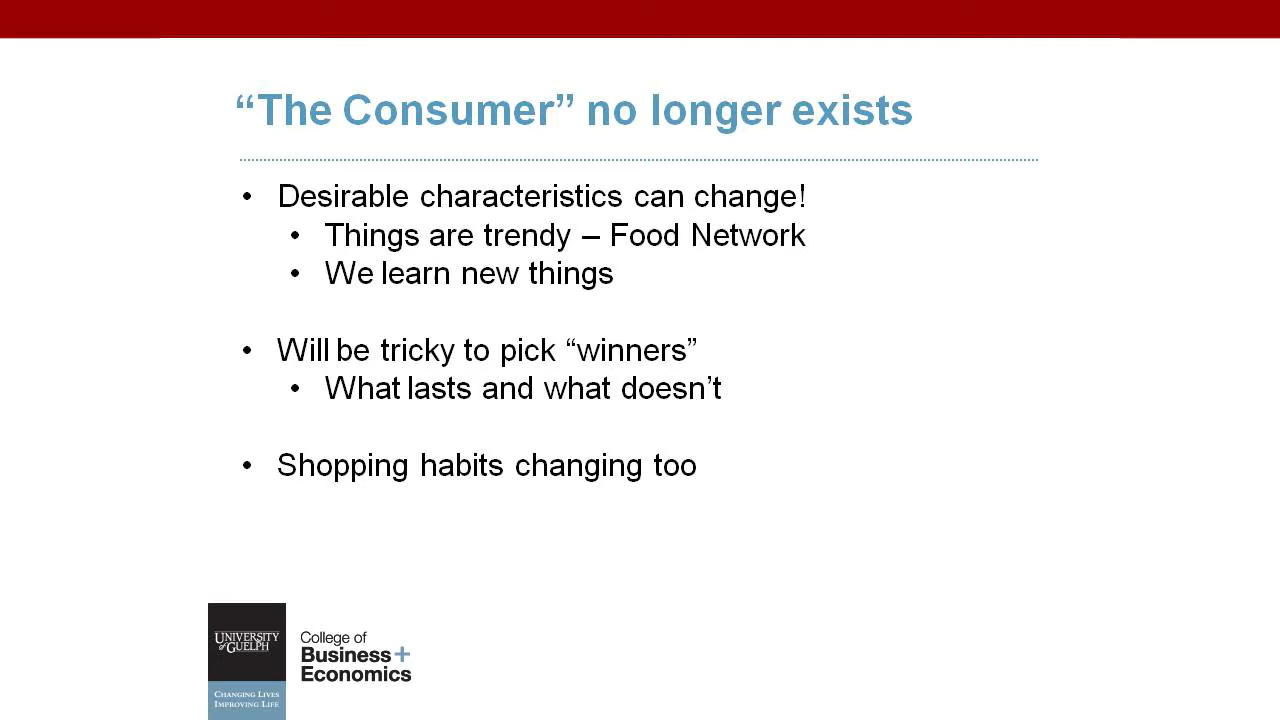 “The Consumer” no longer exists
• Desirable characteristics can change!
• Things are trendy – Food Network
• We learn new things
• Will be tricky to pick “winners”
• What lasts and what doesn’t
• Shopping habits changing too
UNIVERSITY
of GUELPH
CHANGING LIVES
IMPROVING LIFE
College of
Business+
Economics